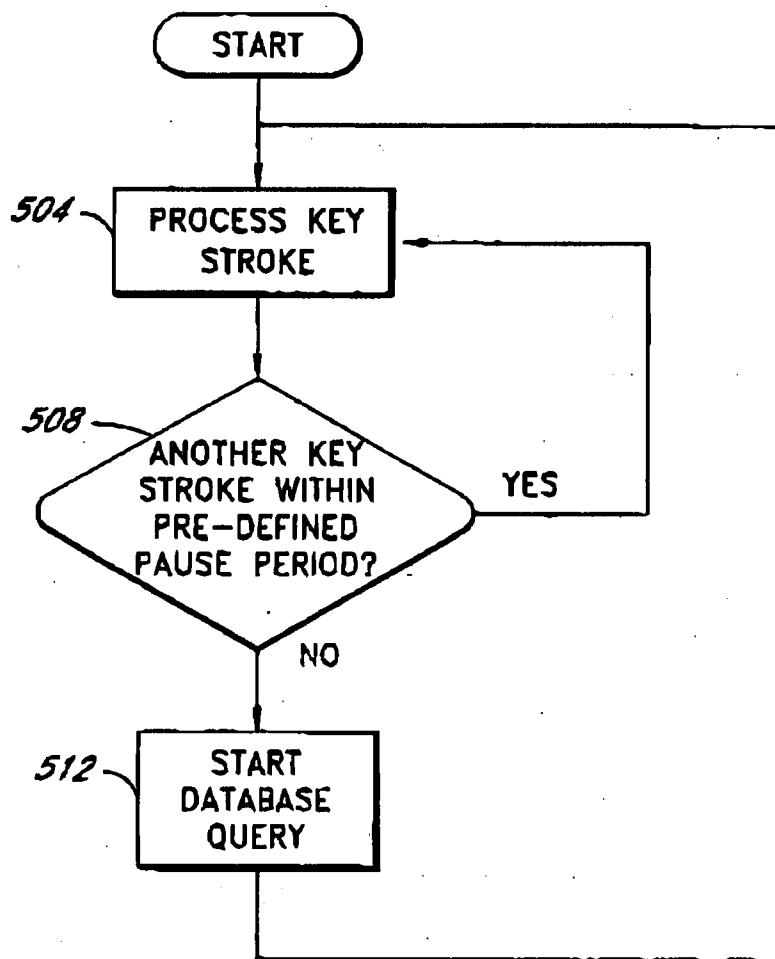 START
504
PROCESS KEY
STROKE
508
ANOTHER KEY
STROKE WITHIN
PRE-DEFINED
PAUSE PERIOD?
YES
NO
512
START
DATABASE
QUERY